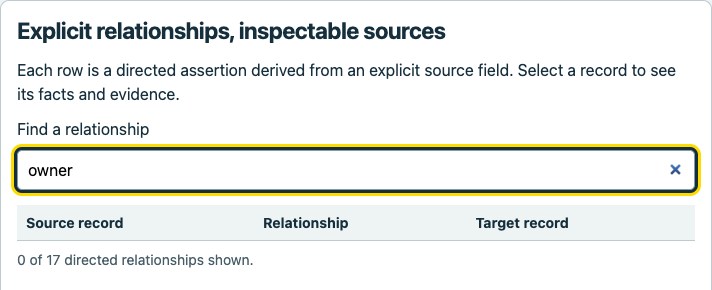 Explicit relationships, inspectable sources
Each row is a directed assertion derived from an explicit source field. Select a record to see
its facts and evidence.
Find a relationship
owner
Source record Relationship Target record
0 of 17 directed relationships shown.